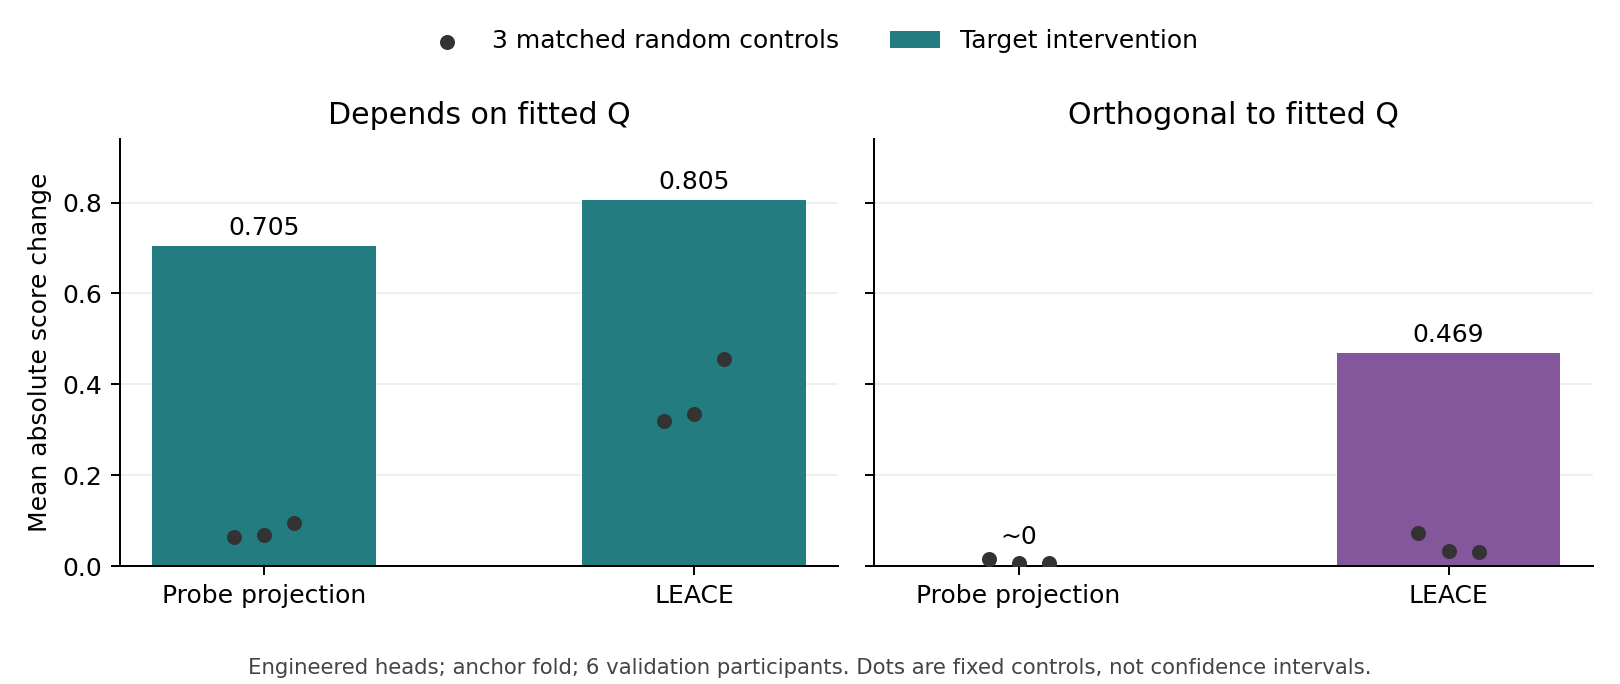 3 matched random controls
Target intervention
Depends on fitted Q
Orthogonal to fitted Q
Mean absolute score change
0.8
0.6
0.4
0.2
0.0
0.705
0.805
~0
0.469
Probe projection
LEACE
Probe projection
LEACE
Engineered heads; anchor fold; 6 validation participants. Dots are fixed controls, not confidence intervals.